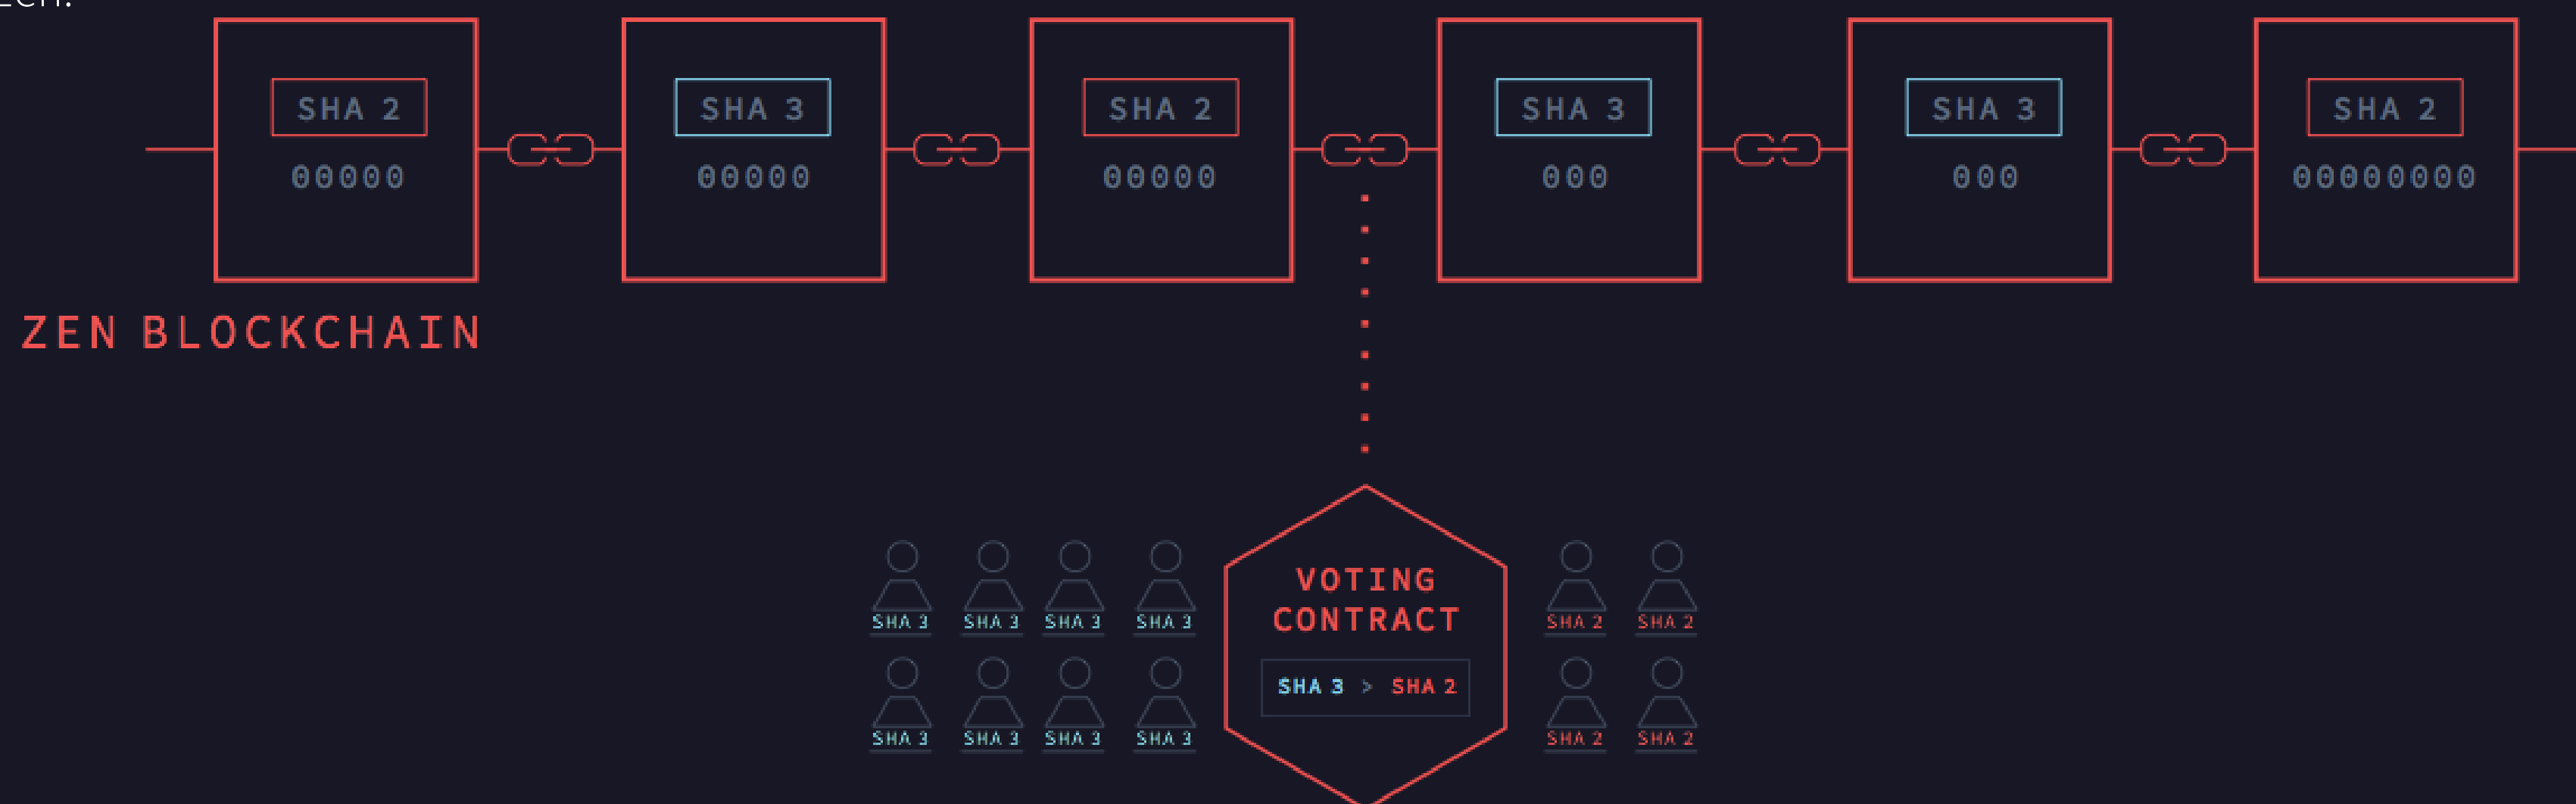 SHA 2
00000
SHA 3
00000
SHA 2
00000
SHA 3
000
SHA 3
000
SHA 2
00000000
ZEN BLOCKCHAIN
VOTING
CONTRACT
SHA 3 > SHA 2
SHA 3 SHA 3 SHA 3 SHA 3
SHA 2 SHA 2
SHA 3 SHA 3 SHA 3 SHA 3
SHA 2 SHA 2